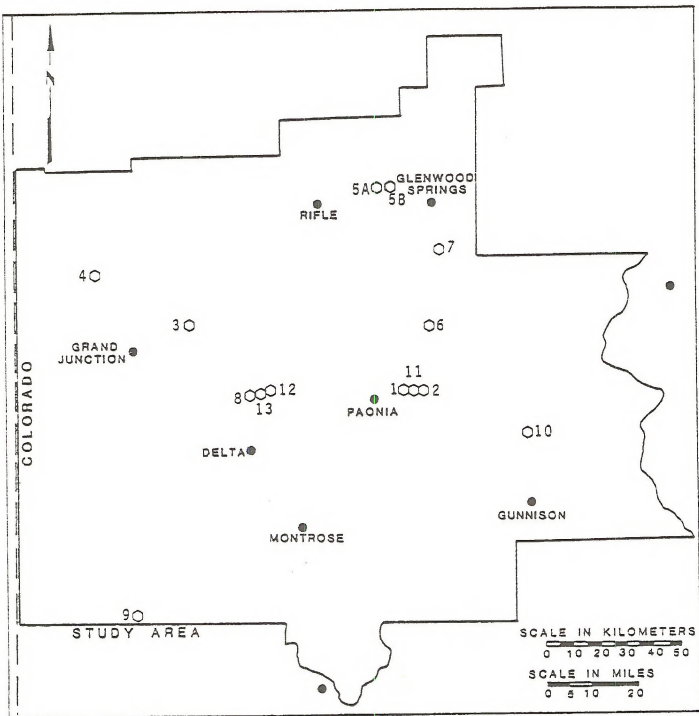 GLENWOOD
SPRINGS
5A
5B
RIFLE
7
4
3
6
GRAND
JUNCTION
11
8
12
1
2
13
PAONIA
COLORADO
10
DELTA
GUNNISON
MONTROSE
9
STUDY AREA
SCALE IN KILOMETERS
0 10 20 30 40 50
SCALE IN MILES
0 5 10 20